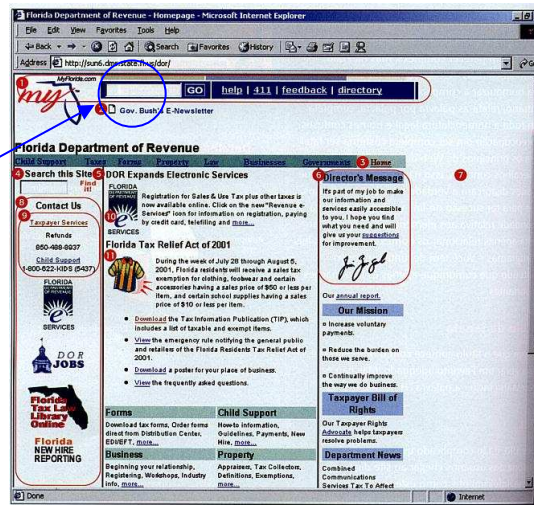 Florida Department of Revenue - Homepage - Microsoft Internet Explorer
File Edit View Favorites Tools Help
Back Search Favorites History
Address http://sun6.dms.state.fl.us/dor/
1 MyFlorida.com
my
GO help | 411 | feedback | directory
Gov. Bush's E-Newsletter
Florida Department of Revenue
Child Support Taxes Forms Property Law Businesses Governments 3 Home
4 Search this Site
Find it!
8 Contact Us
9 Taxpayer Services
Refunds
850-488-9937
Child Support
1-800-622-KIDS (5437)
FLORIDA
e
SERVICES
DOR
JOBS
Florida
Tax Law
Library
Online
Florida
NEW HIRE
REPORTING
5 DOR Expands Electronic Services
FLORIDA
10
e
SERVICES
Registration for Sales & Use Tax plus other taxes is
now available online. Click on the new "Revenue e-
Services" icon for information on registration, paying
by credit card, telefiling and more...
Florida Tax Relief Act of 2001
11
During the week of July 28 through August 5,
2001, Florida residents will receive a sales tax
exemption for clothing, footwear and certain
accessories having a sales price of $50 or less per
item, and certain school supplies having a sales
price of $10 or less per item.
• Download the Tax Information Publication (TIP), which
includes a list of taxable and exempt items.
• View the emergency rule notifying the general public
and retailers of the Florida Residents Tax Relief Act of
2001.
• Download a poster for your place of business.
• View the frequently asked questions.
Forms
Download tax forms, Order forms
direct from Distribution Center,
EDI/EFT, more...
Child Support
How-to information,
Guidelines, Payments, New
Hire, more...
Business
Beginning your relationship,
Registering, Workshops, Industry
info, more...
Property
Appraisers, Tax Collectors,
Definitions, Exemptions,
more...
6 Director's Message
It's part of my job to make
our information and
services easily accessible
to you. I hope you find
what you need and will
give us your suggestions
for improvement.
Our annual report.
Our Mission
¤ Increase voluntary
payments.
¤ Reduce the burden on
those we serve.
¤ Continually improve
the way we do business.
Taxpayer Bill of
Rights
Our Taxpayer Rights
Advocate helps taxpayers
resolve problems.
Department News
Combined
Communications
Services Tax To Affect
7
Done Internet